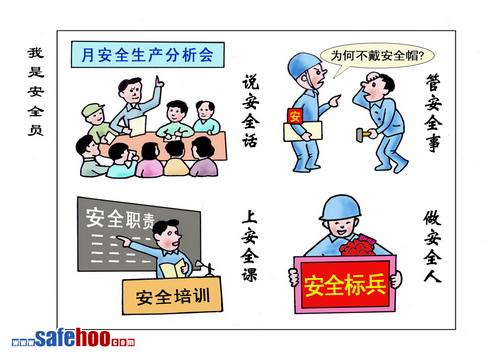 我是安全员
月安全生产分析会
说安全话
为何不戴安全帽?
安
管安全事
安全职责
安全培训
上安全课
安全标兵
做安全人
www.safehoo.com